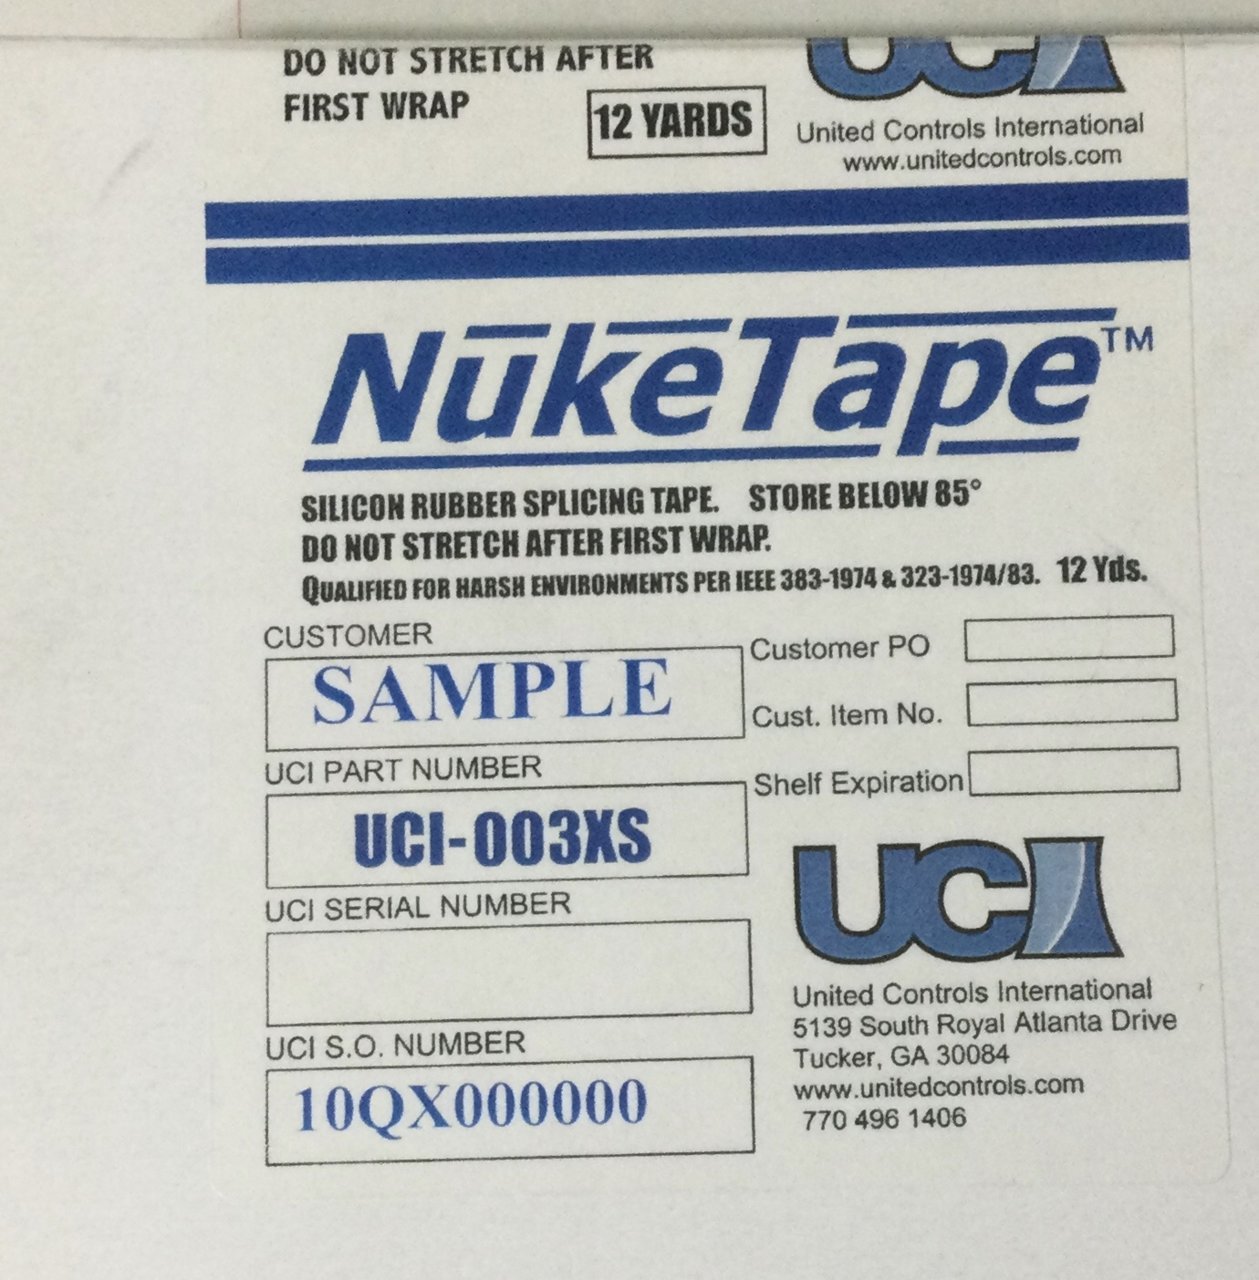 DO NOT STRETCH AFTER
FIRST WRAP
12 YARDS
UCI
United Controls International
www.unitedcontrols.com
NukeTape™
SILICON RUBBER SPLICING TAPE. STORE BELOW 85°
DO NOT STRETCH AFTER FIRST WRAP.
QUALIFIED FOR HARSH ENVIRONMENTS PER IEEE 383-1974 & 323-1974/83. 12 Yds.
CUSTOMER
SAMPLE
Customer PO
Cust. Item No.
Shelf Expiration
UCI PART NUMBER
UCI-003XS
UCI SERIAL NUMBER
UCI S.O. NUMBER
10QX000000
UCI
United Controls International
5139 South Royal Atlanta Drive
Tucker, GA 30084
www.unitedcontrols.com
770 496 1406